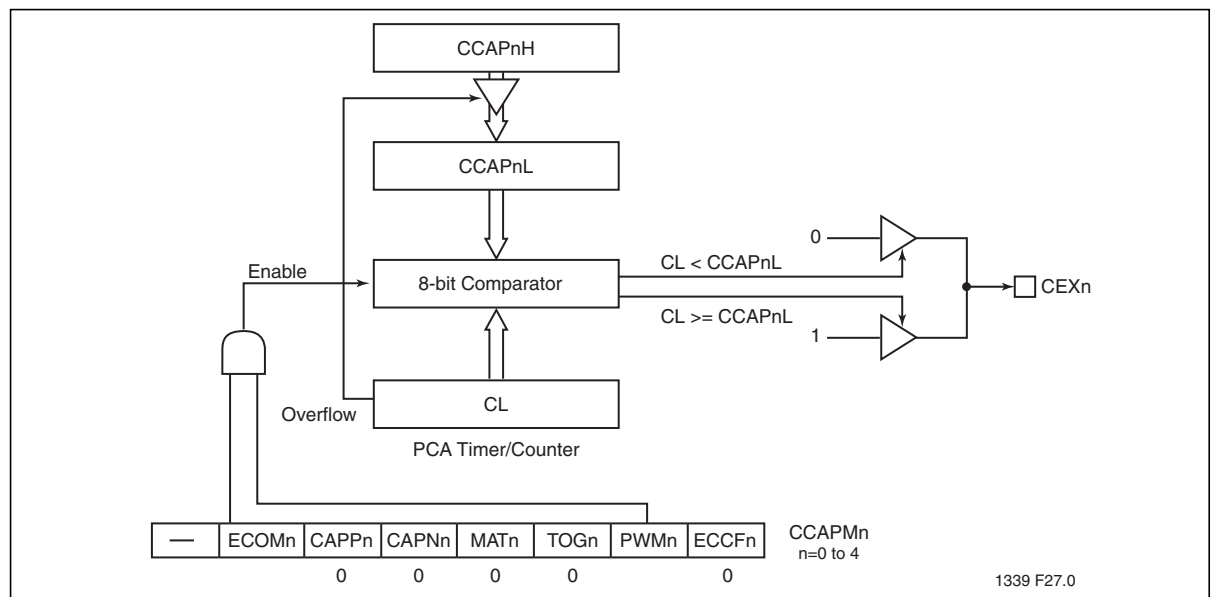 CCAPnH
CCAPnL
0
CL < CCAPnL
Enable
8-bit Comparator
CEXn
CL >= CCAPnL
1
CL
Overflow
PCA Timer/Counter
— ECOMn CAPPn CAPNn MATn TOGn PWMn ECCFn
CCAPMn
n=0 to 4
0 0 0 0 0
1339 F27.0